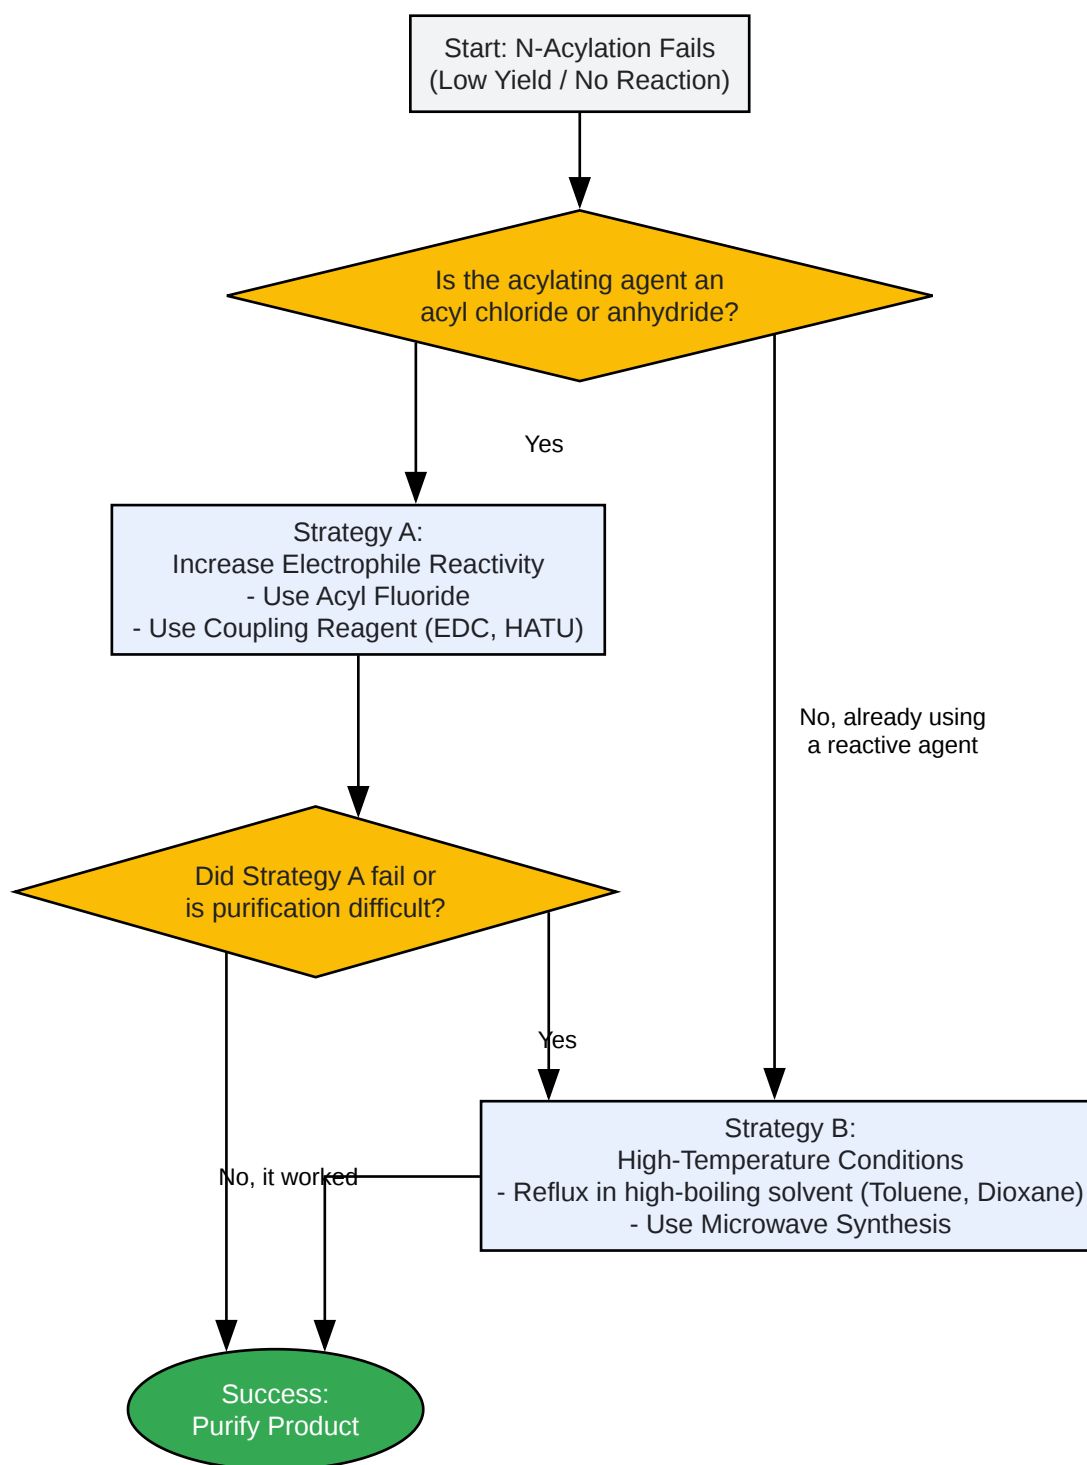 Start: N-Acylation Fails
(Low Yield / No Reaction)
Is the acylating agent an
acyl chloride or anhydride?
Yes
Strategy A:
Increase Electrophile Reactivity
- Use Acyl Fluoride
- Use Coupling Reagent (EDC, HATU)
No, already using
a reactive agent
Did Strategy A fail or
is purification difficult?
Yes
Strategy B:
High-Temperature Conditions
- Reflux in high-boiling solvent (Toluene, Dioxane)
- Use Microwave Synthesis
No, it worked
Success:
Purify Product